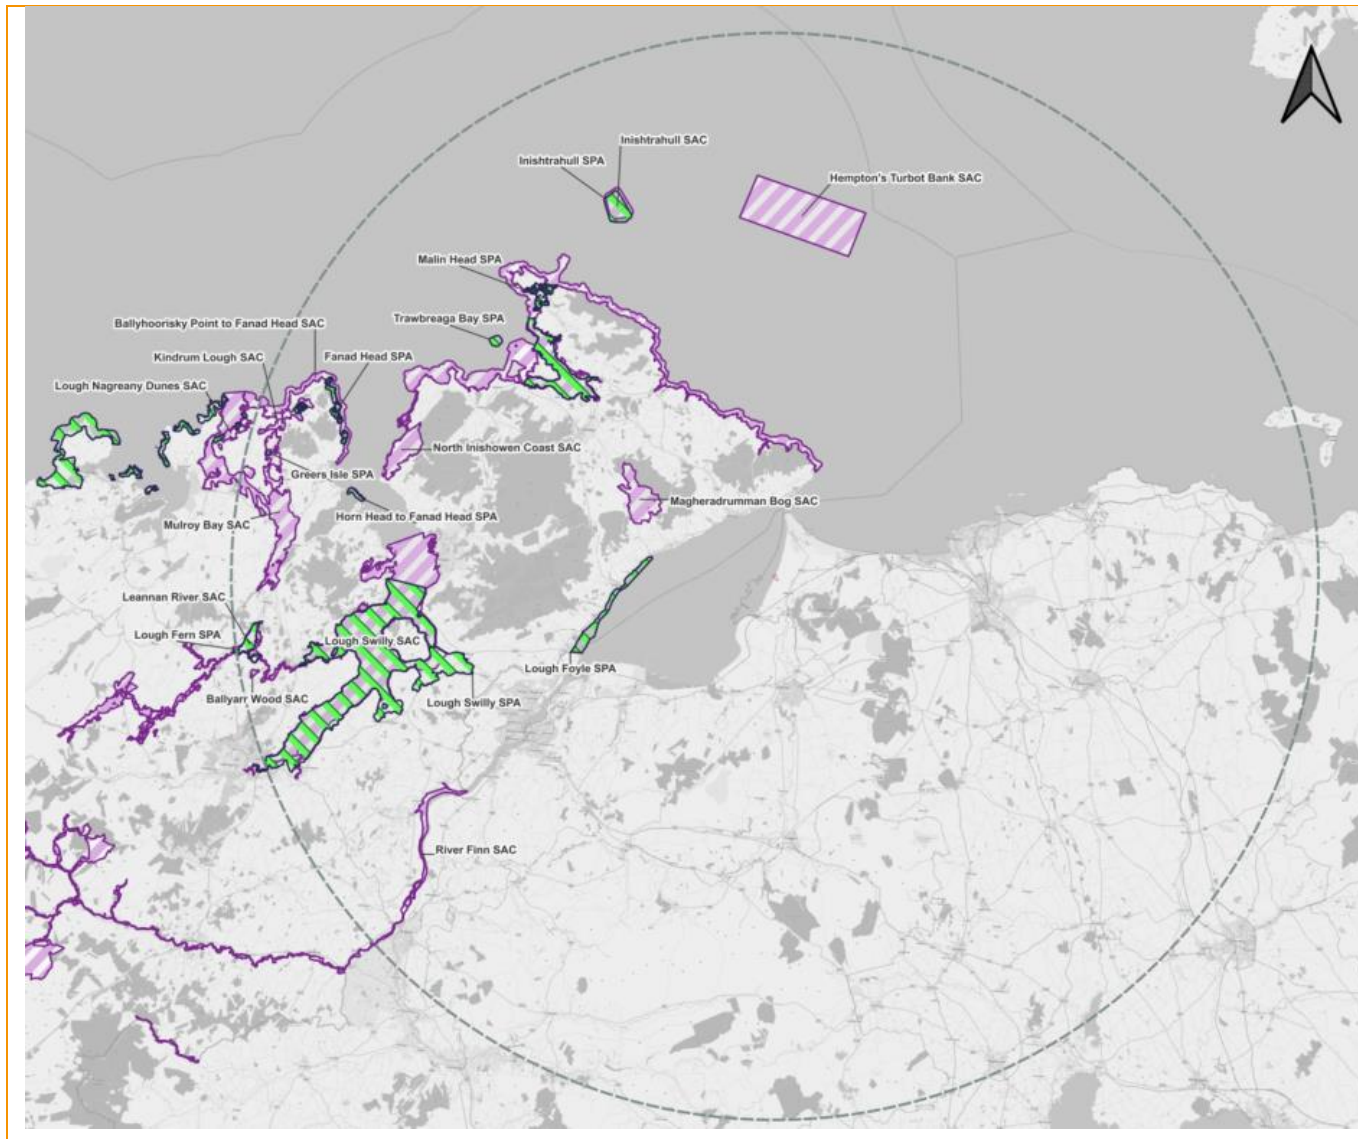 N
Inishtrahull SAC
Inishtrahull SPA
Hempton's Turbot Bank SAC
Malin Head SPA
Trawbreaga Bay SPA
Ballyhoorisky Point to Fanad Head SAC
Kindrum Lough SAC
Fanad Head SPA
Lough Nagreany Dunes SAC
North Inishowen Coast SAC
Greers Isle SPA
Magheradrumman Bog SAC
Horn Head to Fanad Head SPA
Mulroy Bay SAC
Leannan River SAC
Lough Fern SPA
Lough Swilly SAC
Lough Foyle SPA
Ballyarr Wood SAC
Lough Swilly SPA
River Finn SAC